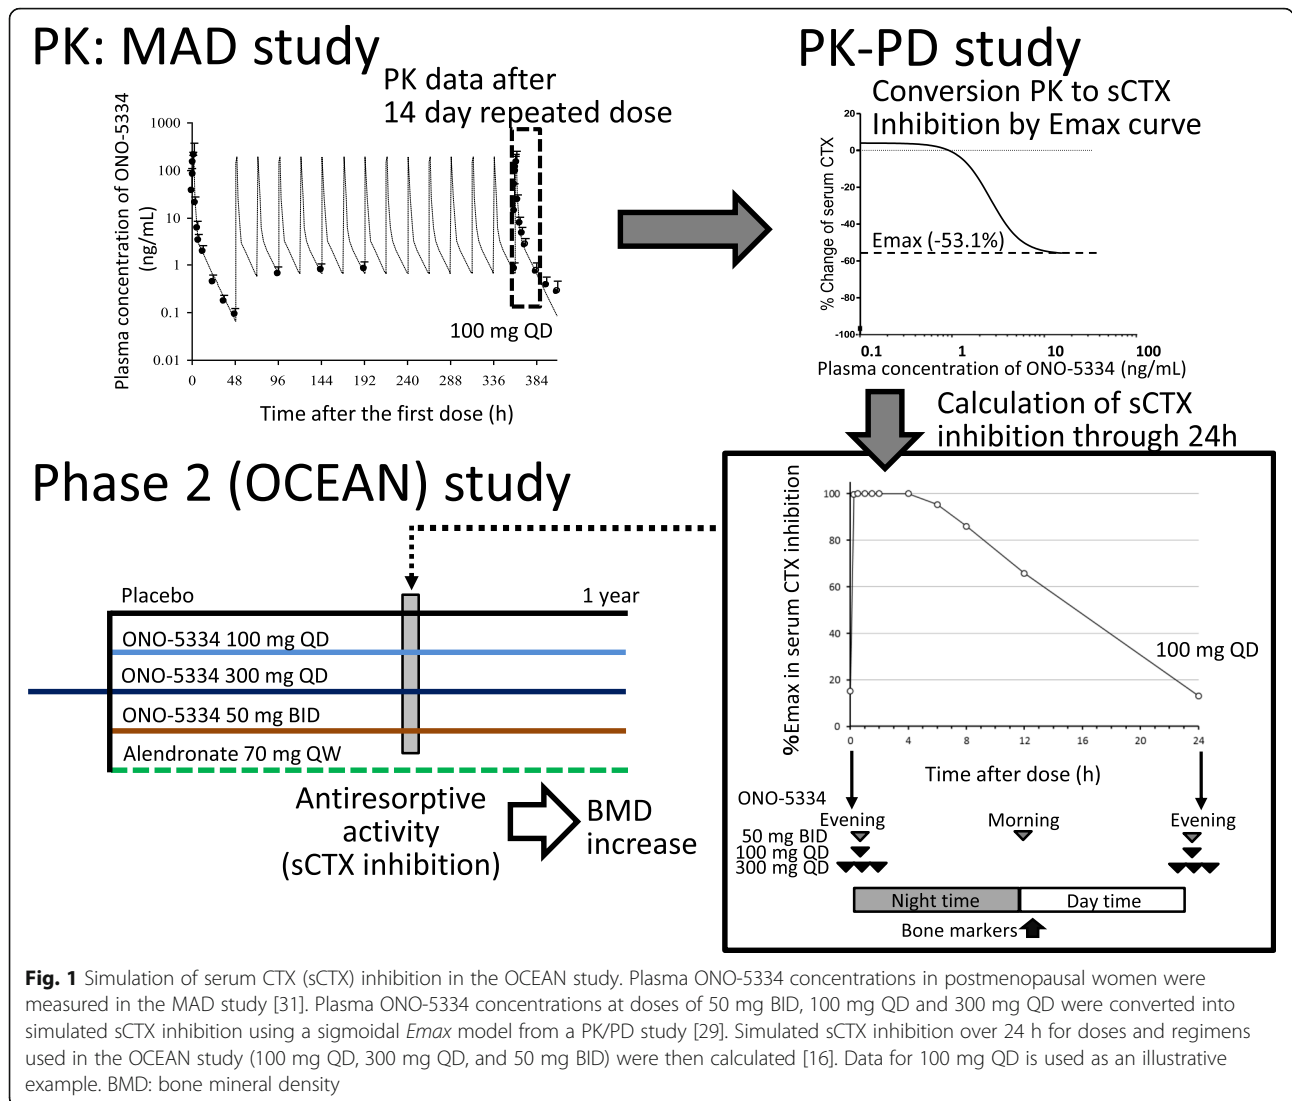 PK: MAD study
PK data after
14 day repeated dose
Plasma concentration of ONO-5334
(ng/mL)
1000
100
10
1
0.1
0.01
100 mg QD
0 48 96 144 192 240 288 336 384
Time after the first dose (h)
PK-PD study
Conversion PK to sCTX
Inhibition by Emax curve
% Change of serum CTX
20
0
-20
-40
-60
-80
-100
Emax (-53.1%)
0.1 1 10 100
Plasma concentration of ONO-5334 (ng/mL)
Calculation of sCTX
inhibition through 24h
Phase 2 (OCEAN) study
Placebo 1 year
ONO-5334 100 mg QD
ONO-5334 300 mg QD
ONO-5334 50 mg BID
Alendronate 70 mg QW
Antiresorptive
activity
(sCTX inhibition)
BMD
increase
%Emax in serum CTX inhibition
100
80
60
40
20
0
100 mg QD
0 4 8 12 16 20 24
Time after dose (h)
ONO-5334
Evening Morning Evening
50 mg BID
100 mg QD
300 mg QD
Night time Day time
Bone markers
Fig. 1 Simulation of serum CTX (sCTX) inhibition in the OCEAN study. Plasma ONO-5334 concentrations in postmenopausal women were
measured in the MAD study [31]. Plasma ONO-5334 concentrations at doses of 50 mg BID, 100 mg QD and 300 mg QD were converted into
simulated sCTX inhibition using a sigmoidal Emax model from a PK/PD study [29]. Simulated sCTX inhibition over 24 h for doses and regimens
used in the OCEAN study (100 mg QD, 300 mg QD, and 50 mg BID) were then calculated [16]. Data for 100 mg QD is used as an illustrative
example. BMD: bone mineral density